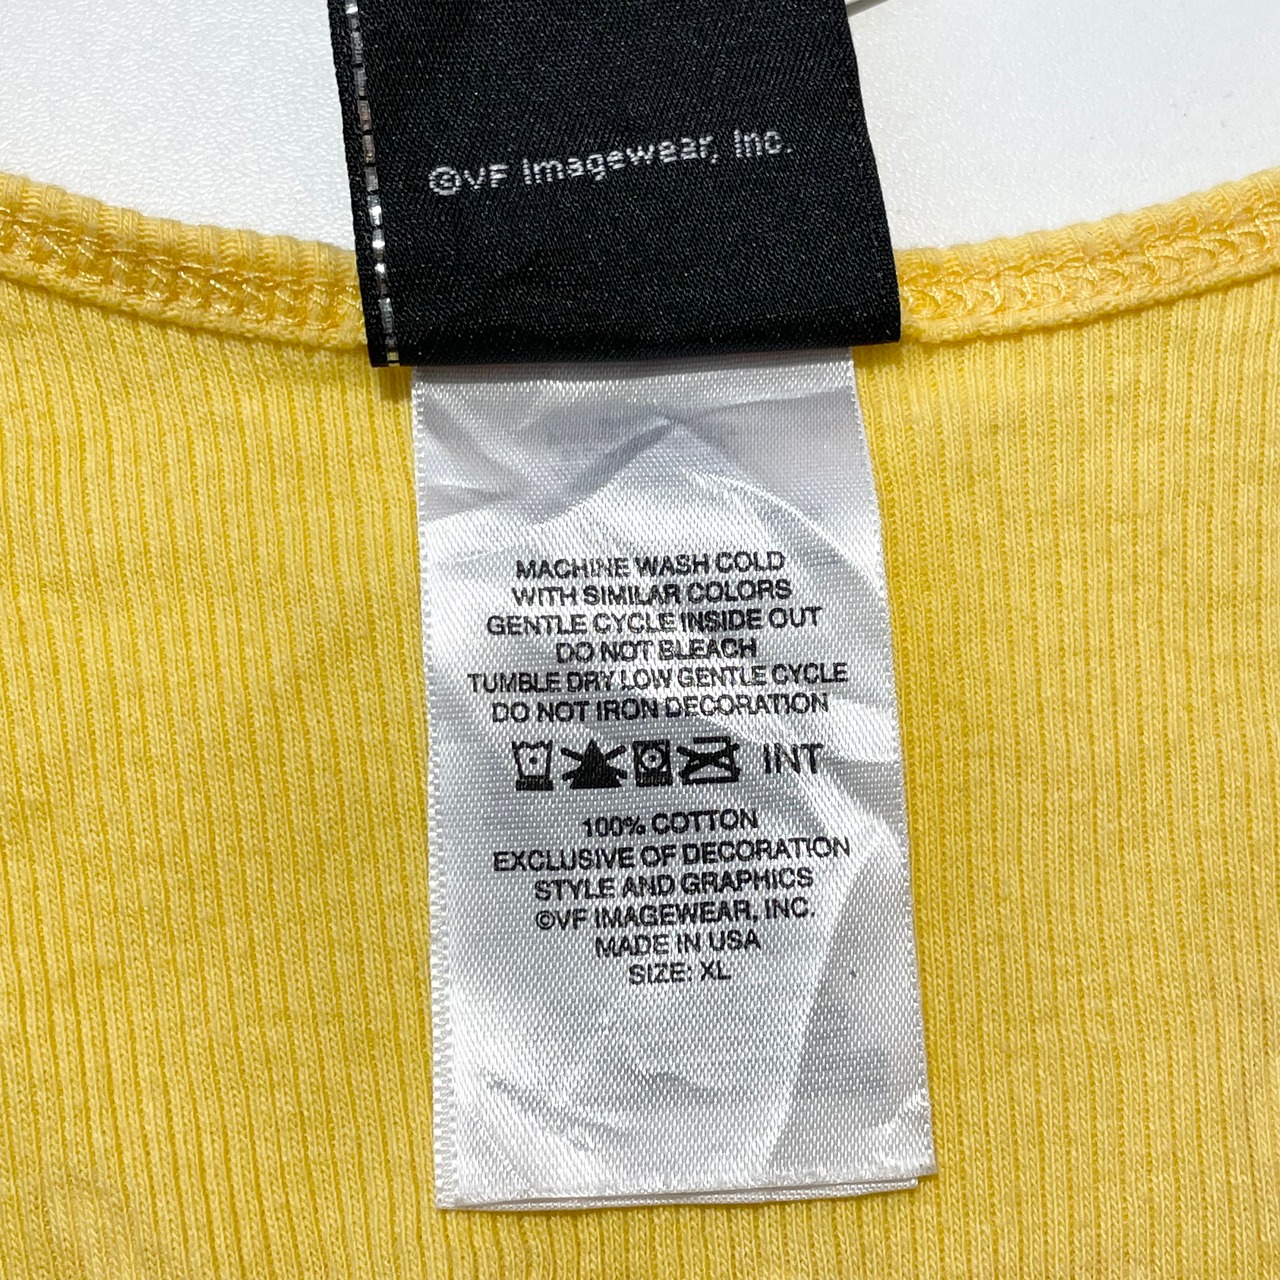 ©VF Imagewear, Inc.
MACHINE WASH COLD
WITH SIMILAR COLORS
GENTLE CYCLE INSIDE OUT
DO NOT BLEACH
TUMBLE DRY LOW GENTLE CYCLE
DO NOT IRON DECORATION
INT
100% COTTON
EXCLUSIVE OF DECORATION
STYLE AND GRAPHICS
©VF IMAGEWEAR, INC.
MADE IN USA
SIZE: XL